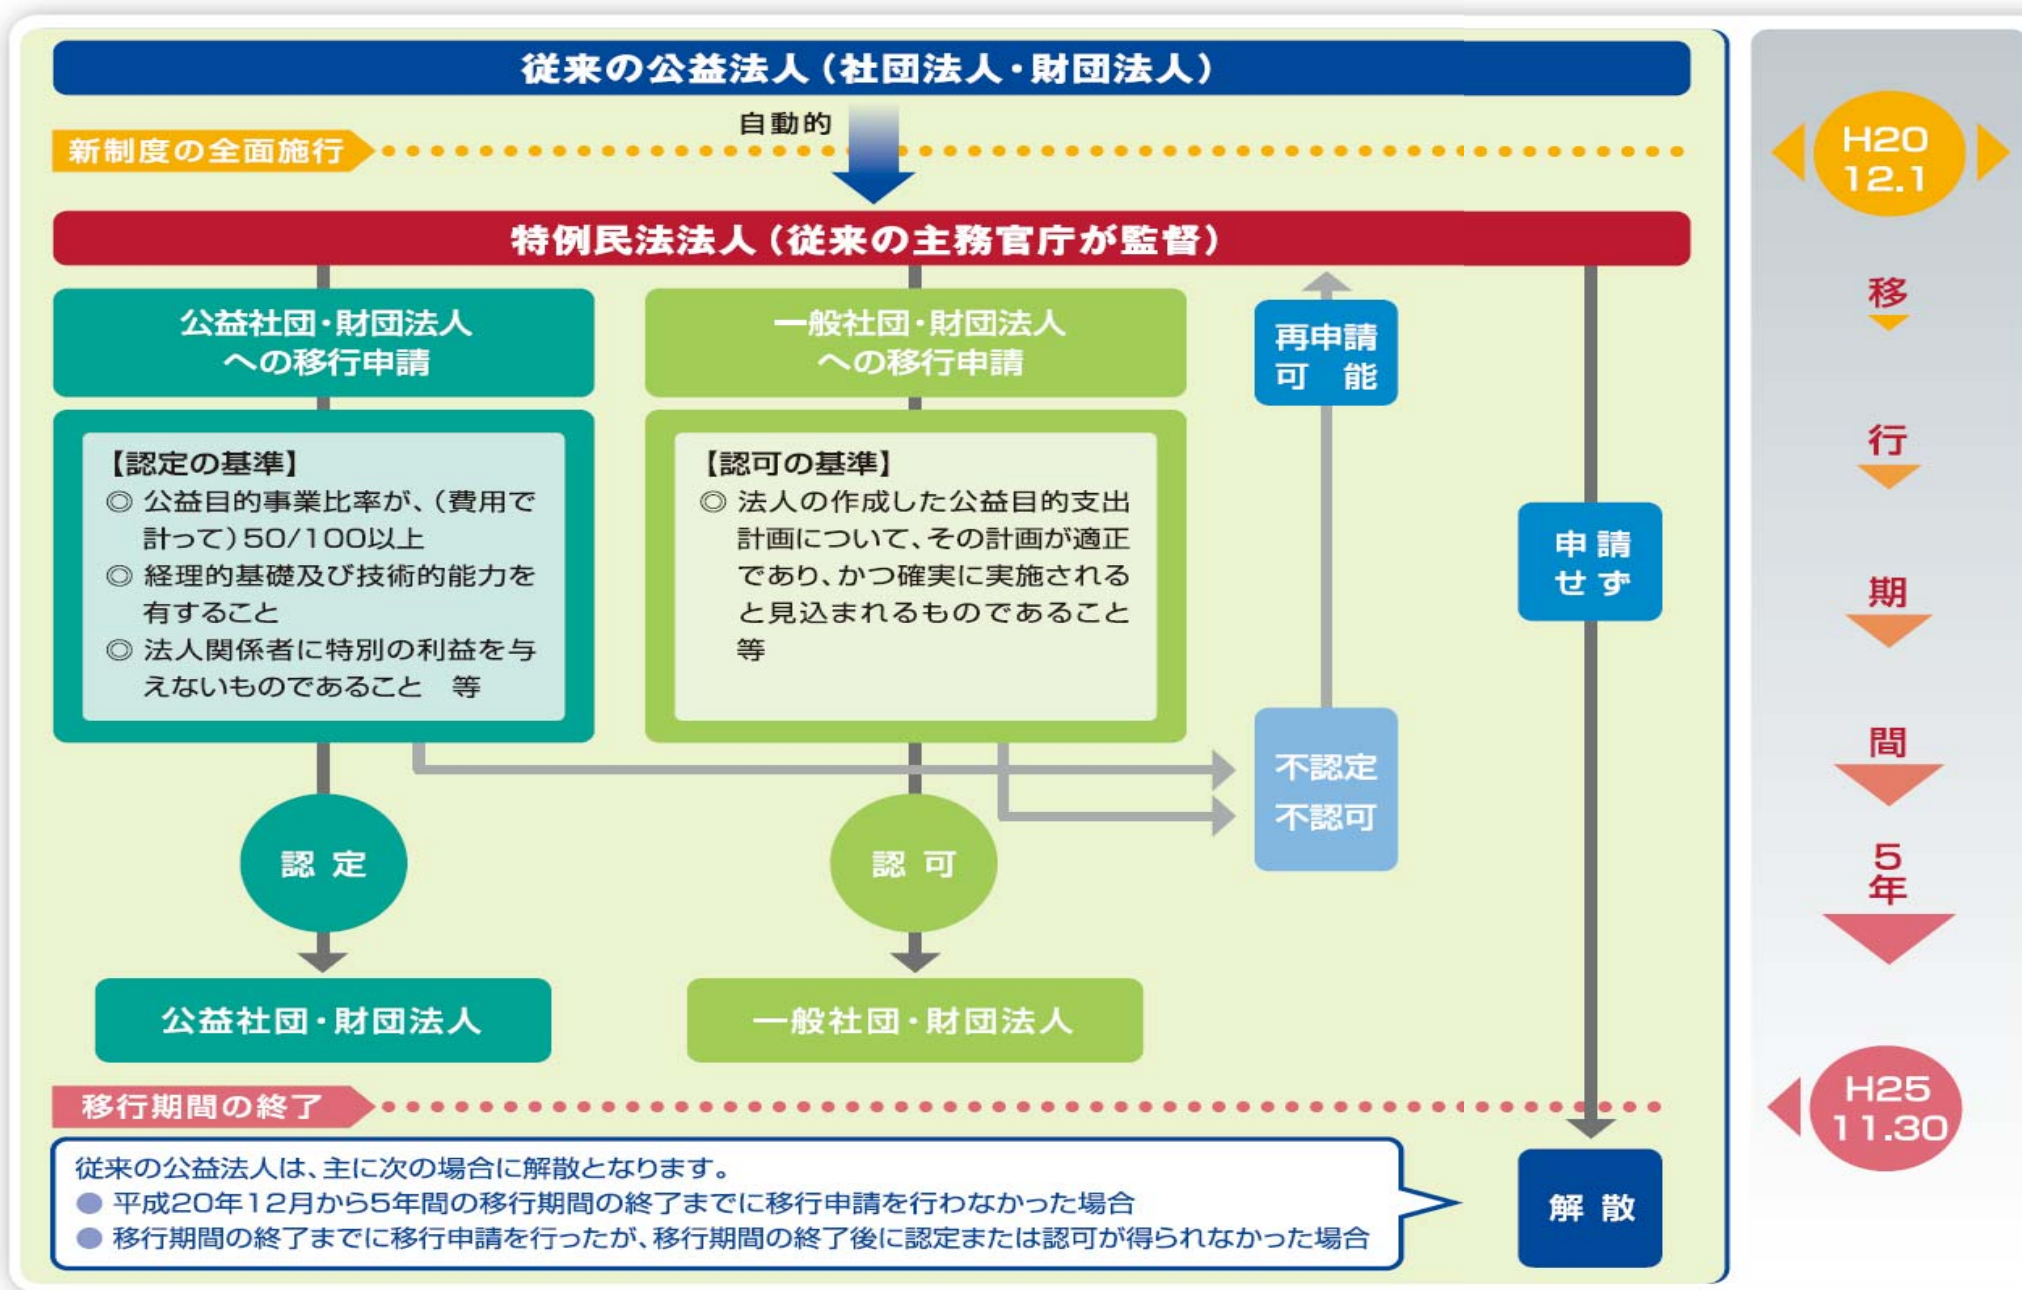 従来の公益法人（社団法人・財団法人）
自動的
新制度の全面施行
特例民法法人（従来の主務官庁が監督）
公益社団・財団法人
への移行申請
一般社団・財団法人
への移行申請
再申請
可 能
【認定の基準】
◎ 公益目的事業比率が、（費用で
計って）50/100以上
◎ 経理的基礎及び技術的能力を
有すること
◎ 法人関係者に特別の利益を与
えないものであること 等
【認可の基準】
◎ 法人の作成した公益目的支出
計画について、その計画が適正
であり、かつ確実に実施される
と見込まれるものであること
等
申請
せず
不認定
不認可
認 定
認 可
公益社団・財団法人
一般社団・財団法人
移行期間の終了
従来の公益法人は、主に次の場合に解散となります。
● 平成20年12月から5年間の移行期間の終了までに移行申請を行わなかった場合
● 移行期間の終了までに移行申請を行ったが、移行期間の終了後に認定または認可が得られなかった場合
解 散
H20
12.1
移
行
期
間
5
年
H25
11.30